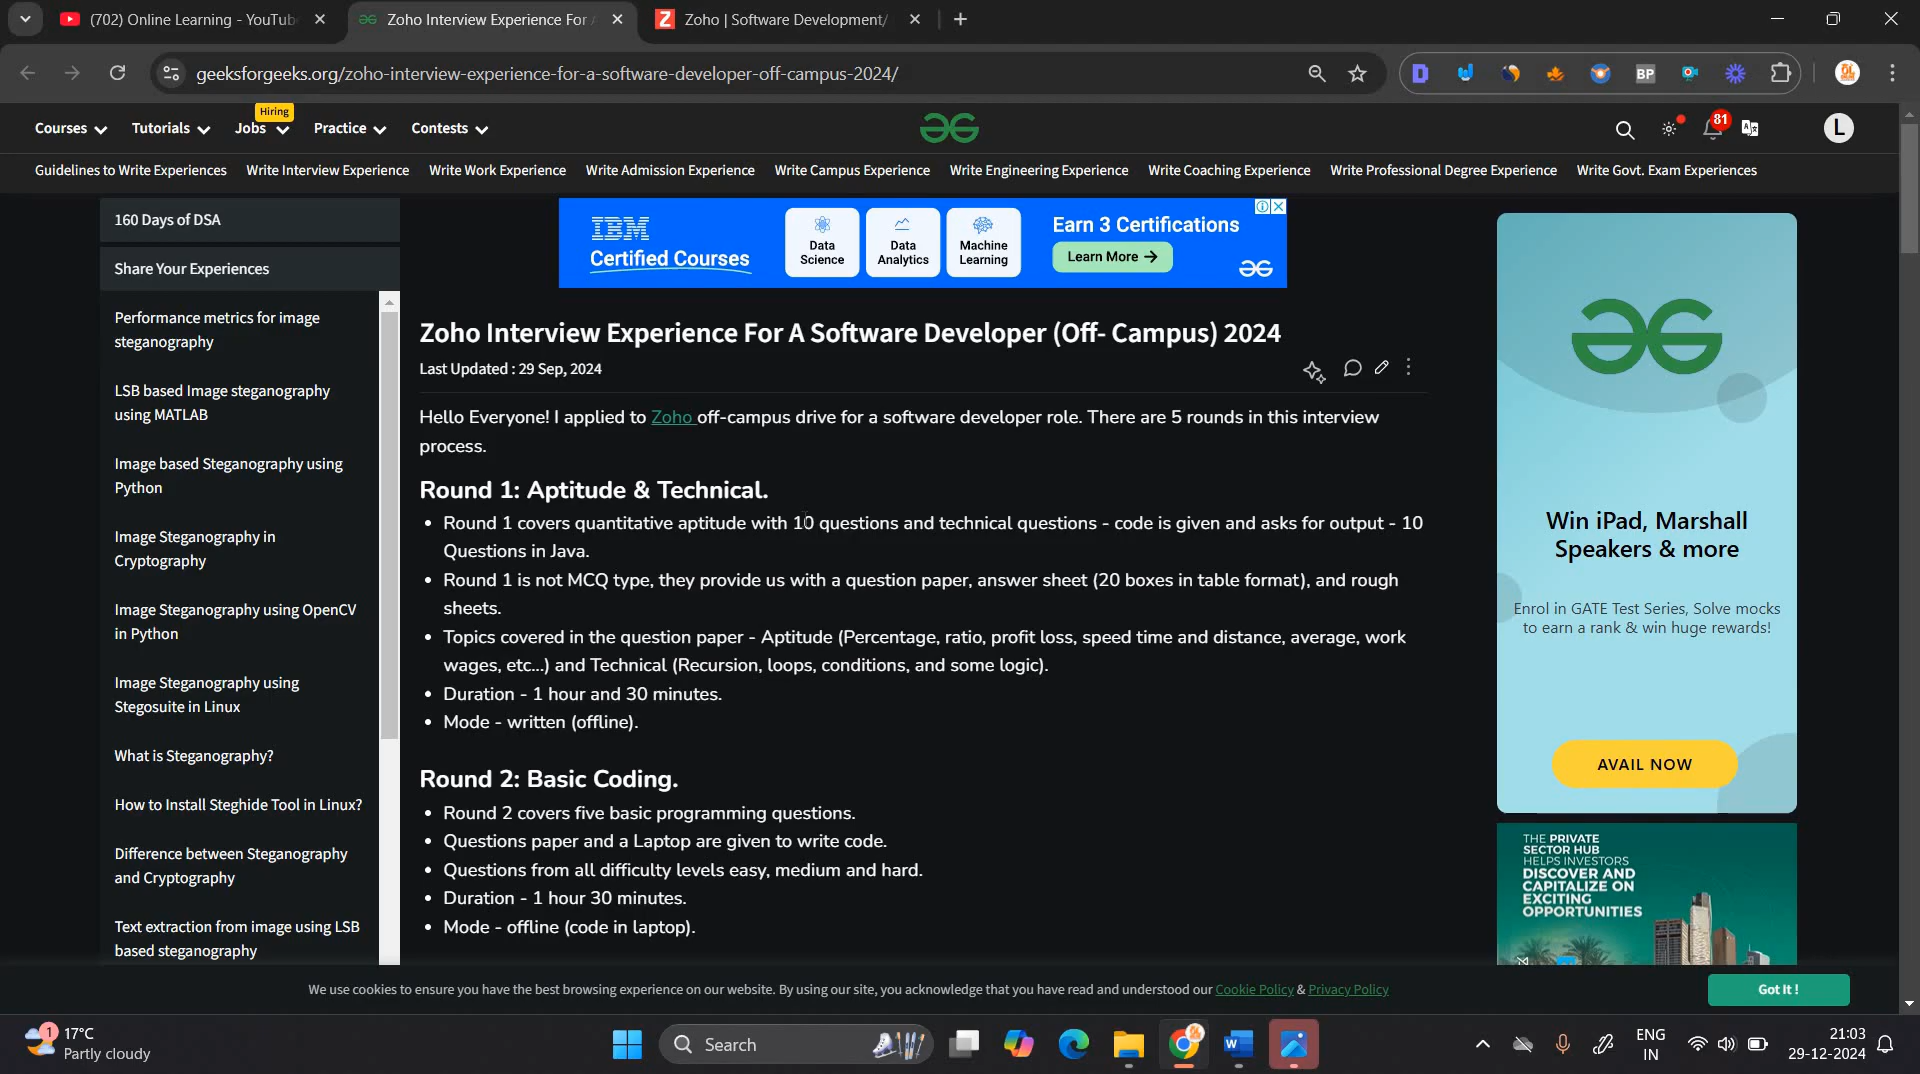 (702) Online Learning - YouTub
Zoho Interview Experience For
Zoho | Software Development/
geeksforgeeks.org/zoho-interview-experience-for-a-software-developer-off-campus-2024/
BP
Hiring
Courses
Tutorials
Jobs
Practice
Contests
81
L
Guidelines to Write Experiences
Write Interview Experience
Write Work Experience
Write Admission Experience
Write Campus Experience
Write Engineering Experience
Write Coaching Experience
Write Professional Degree Experience
Write Govt. Exam Experiences
160 Days of DSA
Share Your Experiences
Performance metrics for image
steganography
LSB based Image steganography
using MATLAB
Image based Steganography using
Python
Image Steganography in
Cryptography
Image Steganography using OpenCV
in Python
Image Steganography using
Stegosuite in Linux
What is Steganography?
How to Install Steghide Tool in Linux?
Difference between Steganography
and Cryptography
Text extraction from image using LSB
based steganography
IBM
Certified Courses
Data
Science
Data
Analytics
Machine
Learning
Earn 3 Certifications
Learn More →
Zoho Interview Experience For A Software Developer (Off- Campus) 2024
Last Updated : 29 Sep, 2024
Hello Everyone! I applied to Zoho off-campus drive for a software developer role. There are 5 rounds in this interview
process.
Round 1: Aptitude & Technical.
• Round 1 covers quantitative aptitude with 10 questions and technical questions - code is given and asks for output - 10
Questions in Java.
• Round 1 is not MCQ type, they provide us with a question paper, answer sheet (20 boxes in table format), and rough
sheets.
• Topics covered in the question paper - Aptitude (Percentage, ratio, profit loss, speed time and distance, average, work
wages, etc...) and Technical (Recursion, loops, conditions, and some logic).
• Duration - 1 hour and 30 minutes.
• Mode - written (offline).
Round 2: Basic Coding.
• Round 2 covers five basic programming questions.
• Questions paper and a Laptop are given to write code.
• Questions from all difficulty levels easy, medium and hard.
• Duration - 1 hour 30 minutes.
• Mode - offline (code in laptop).
Win iPad, Marshall
Speakers & more
Enrol in GATE Test Series, Solve mocks
to earn a rank & win huge rewards!
AVAIL NOW
THE PRIVATE
SECTOR HUB
HELPS INVESTORS
DISCOVER AND
CAPITALIZE ON
EXCITING
OPPORTUNITIES
We use cookies to ensure you have the best browsing experience on our website. By using our site, you acknowledge that you have read and understood our Cookie Policy & Privacy Policy
Got It !
1
17°C
Partly cloudy
Search
ENG
IN
21:03
29-12-2024